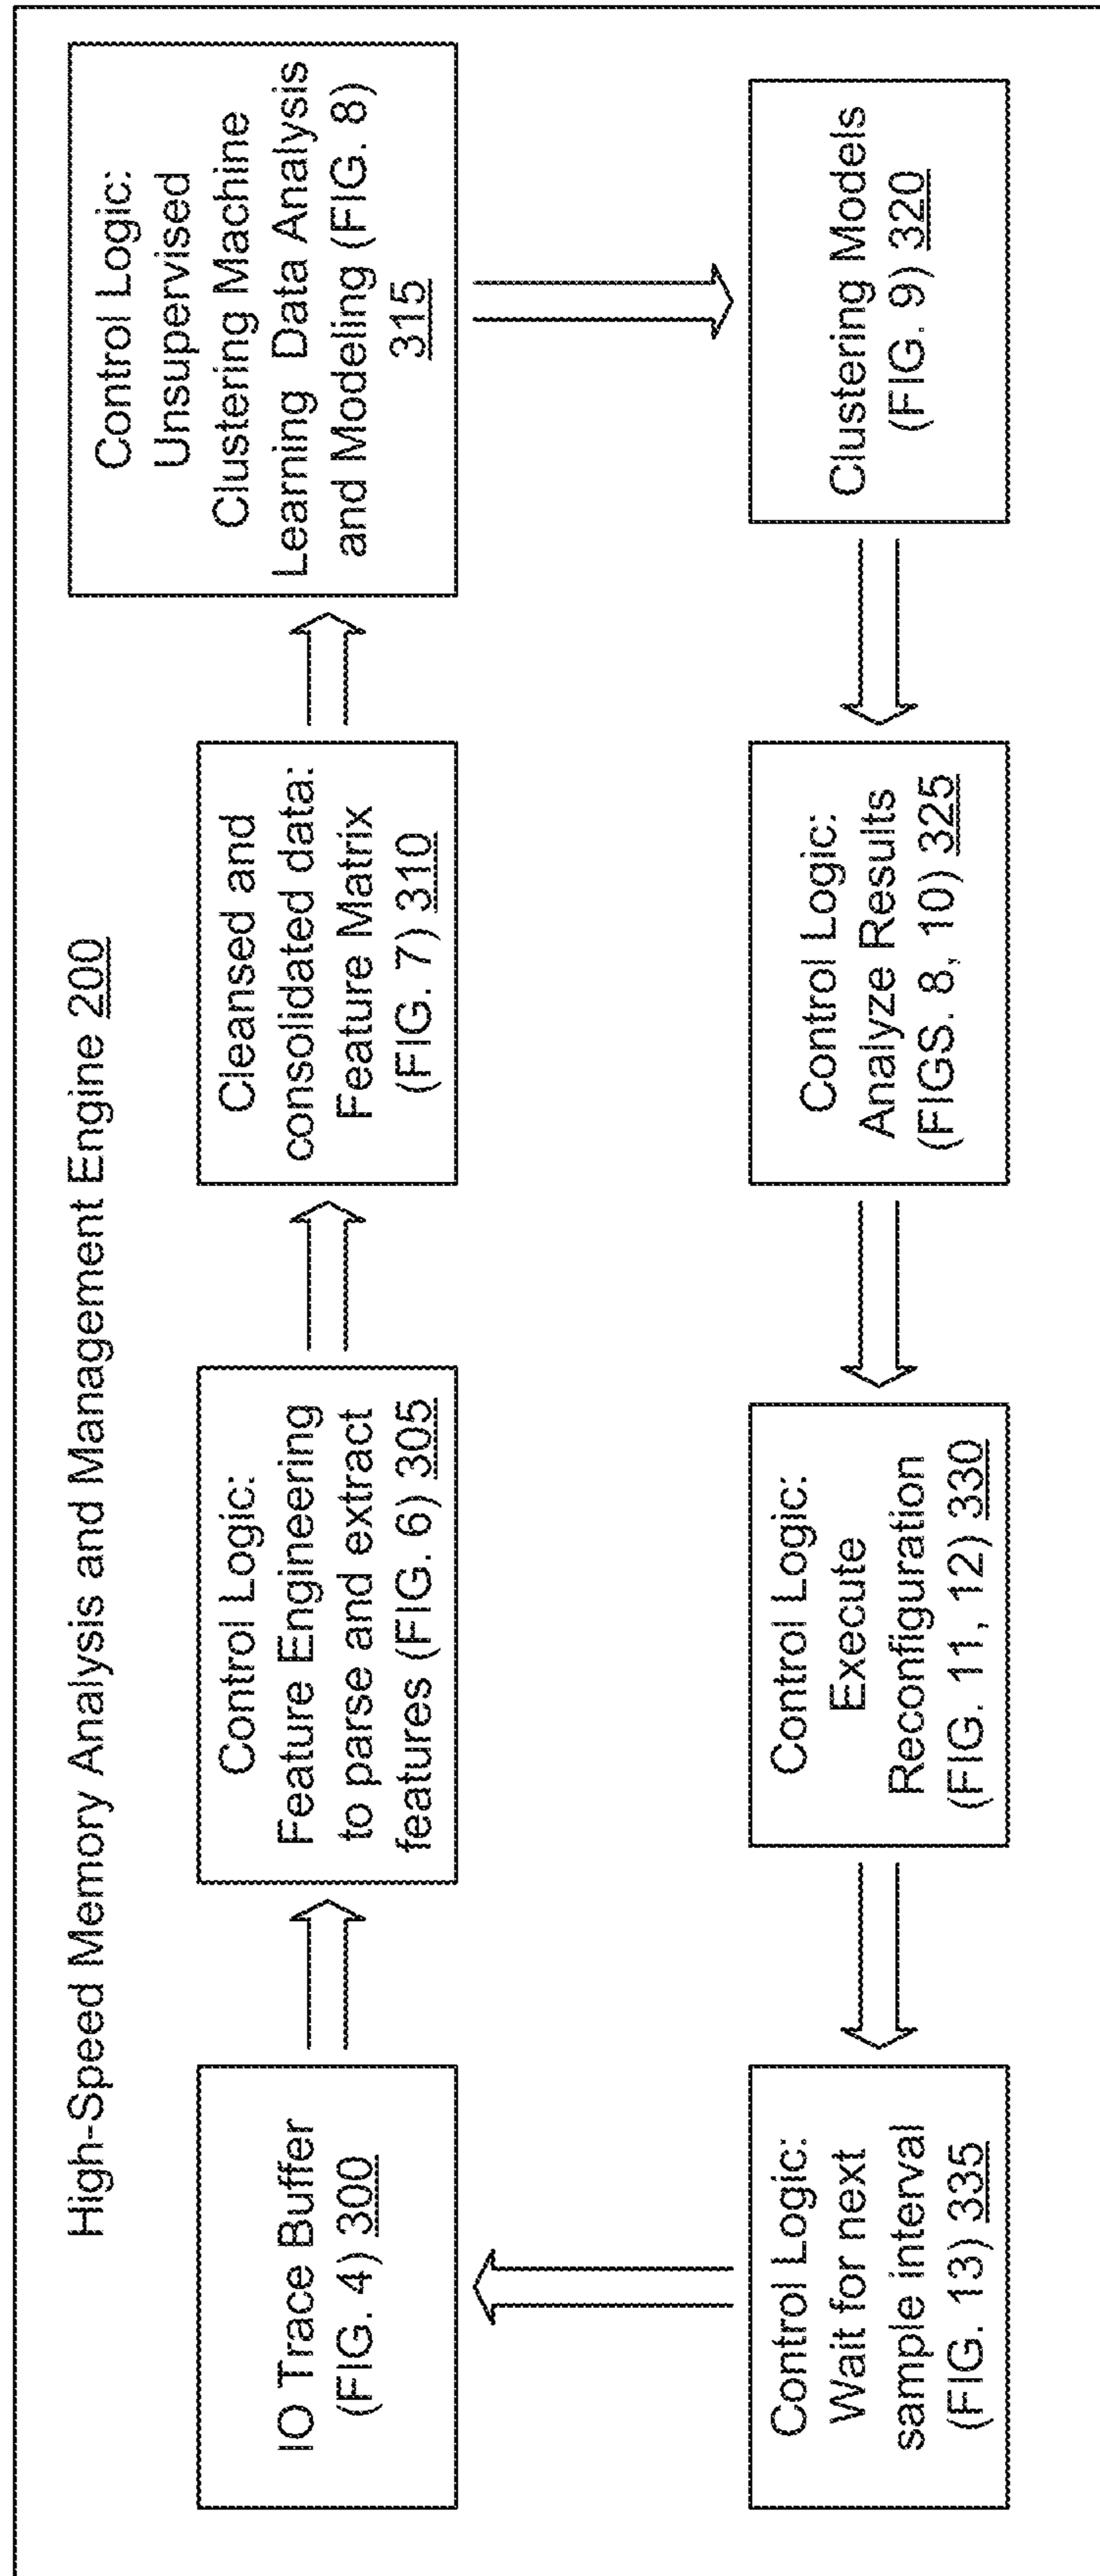 High-Speed Memory Analysis and Management Engine 200
IO Trace Buffer
(FIG. 4) 300
Control Logic:
Feature Engineering
to parse and extract
features (FIG. 6) 305
Cleansed and
consolidated data:
Feature Matrix
(FIG. 7) 310
Control Logic:
Unsupervised
Clustering Machine
Learning Data Analysis
and Modeling (FIG. 8)
315
Clustering Models
(FIG. 9) 320
Control Logic:
Analyze Results
(FIGS. 8, 10) 325
Control Logic:
Execute
Reconfiguration
(FIG. 11, 12) 330
Control Logic:
Wait for next
sample interval
(FIG. 13) 335